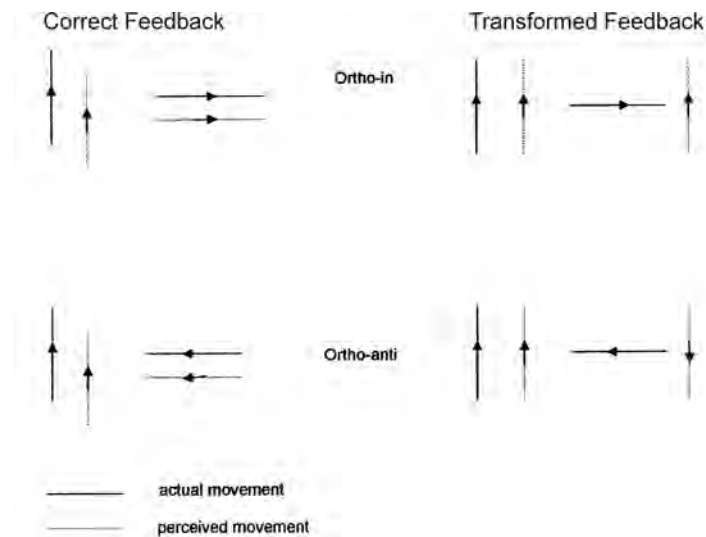 Correct Feedback
Transformed Feedback
Ortho-in
Ortho-anti
actual movement
perceived movement